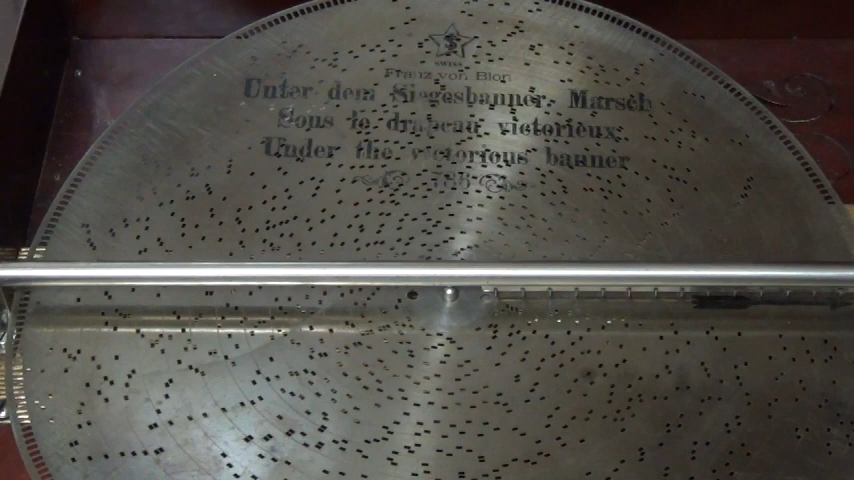 S
SWISS
Franz von Blon
Unter dem Siegesbanner. Marsch
Sous le drapeau victorieux
Under the victorious banner